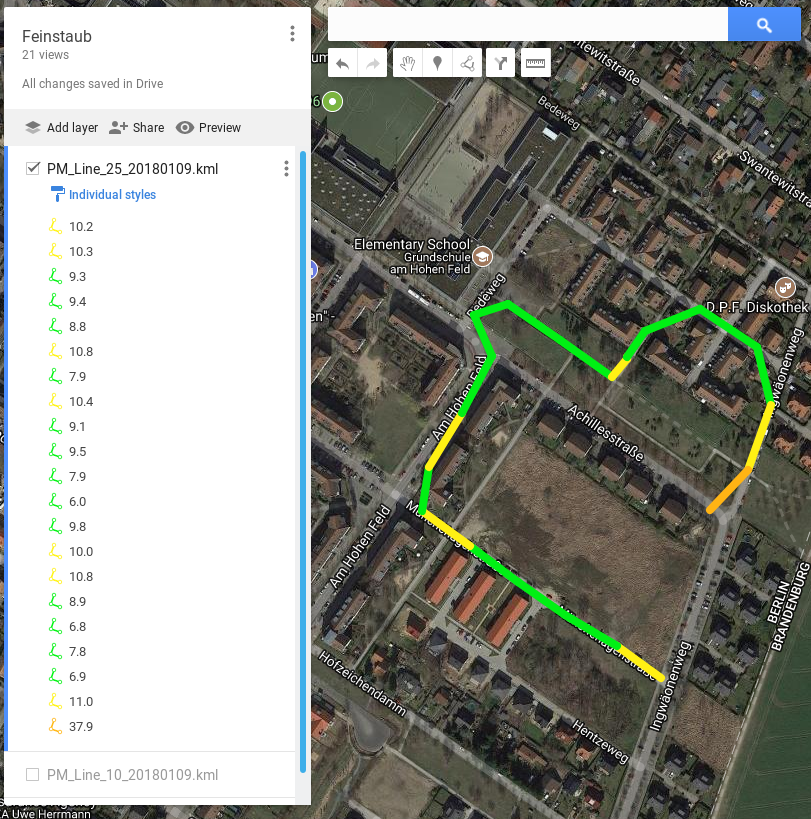 Feinstaub
21 views
All changes saved in Drive
Add layer
Share
Preview
PM_Line_25_20180109.kml
Individual styles
10.2
10.3
9.3
9.4
8.8
10.8
7.9
10.4
9.1
9.5
7.9
6.0
9.8
10.0
10.8
8.9
6.8
7.8
6.9
11.0
37.9
PM_Line_10_20180109.kml
A Uwe Herrmann
Bedeweg
Swantewitstra
Elementary School
Grundschule
am Hohen Feld
Bedeweg
D.P.F. Diskothek
Am Hohen Feld
Achillesstraße
Am Hohen Feld
BERLIN
BRANDENBURG
Ingwäonenweg
Hofzeichendamm
Hentzeweg